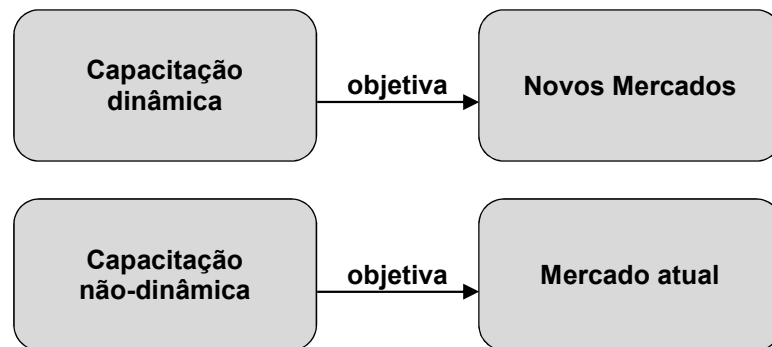 Capacitação
dinâmica
objetiva
Novos Mercados
Capacitação
não-dinâmica
objetiva
Mercado atual